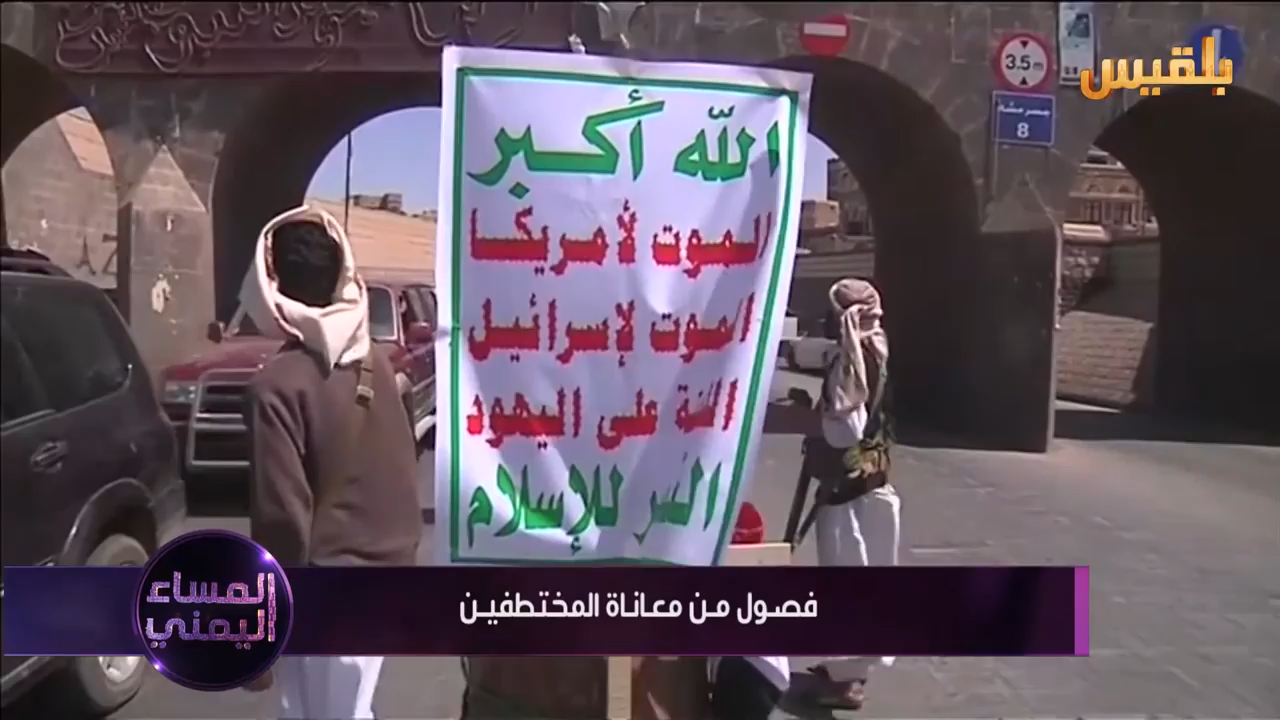 بلقيس
3.5m
8
الله أكبر
الموت لأمريكا
الموت لإسرائيل
اللعنة على اليهود
النصر للإسلام
فصول من معاناة المختطفين
المساء
اليمني